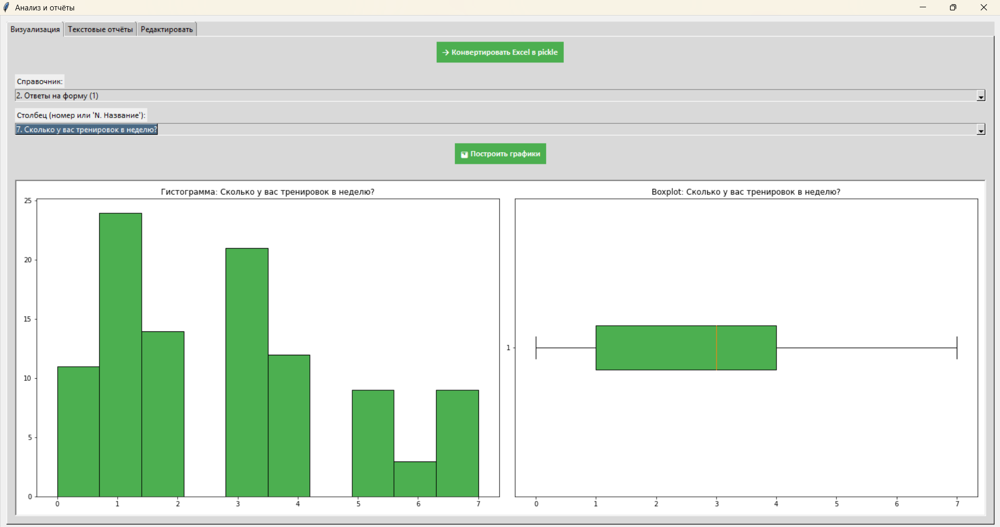 Анализ и отчёты
Визуализация
Текстовые отчёты
Редактировать
→ Конвертировать Excel в pickle
Справочник:
2. Ответы на форму (1)
Столбец (номер или 'N. Название'):
7. Сколько у вас тренировок в неделю?
Построить графики
Гистограмма: Сколько у вас тренировок в неделю?
25
20
15
10
5
0
0 1 2 3 4 5 6 7
Boxplot: Сколько у вас тренировок в неделю?
1
0 1 2 3 4 5 6 7